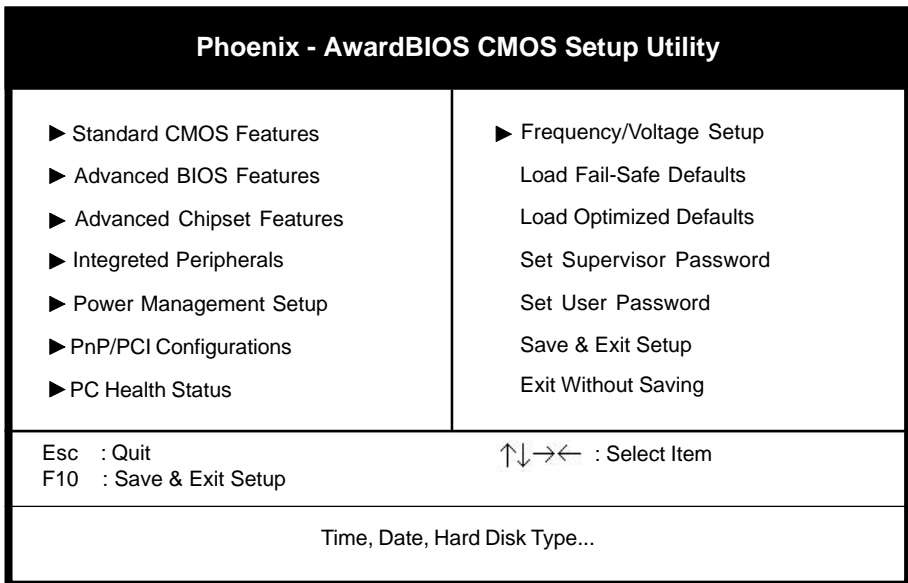 Phoenix - AwardBIOS CMOS Setup Utility
▶ Standard CMOS Features
▶ Advanced BIOS Features
▶ Advanced Chipset Features
▶ Integreted Peripherals
▶ Power Management Setup
▶ PnP/PCI Configurations
▶ PC Health Status
▶ Frequency/Voltage Setup
Load Fail-Safe Defaults
Load Optimized Defaults
Set Supervisor Password
Set User Password
Save & Exit Setup
Exit Without Saving
Esc : Quit
F10 : Save & Exit Setup
↑↓→← : Select Item
Time, Date, Hard Disk Type...